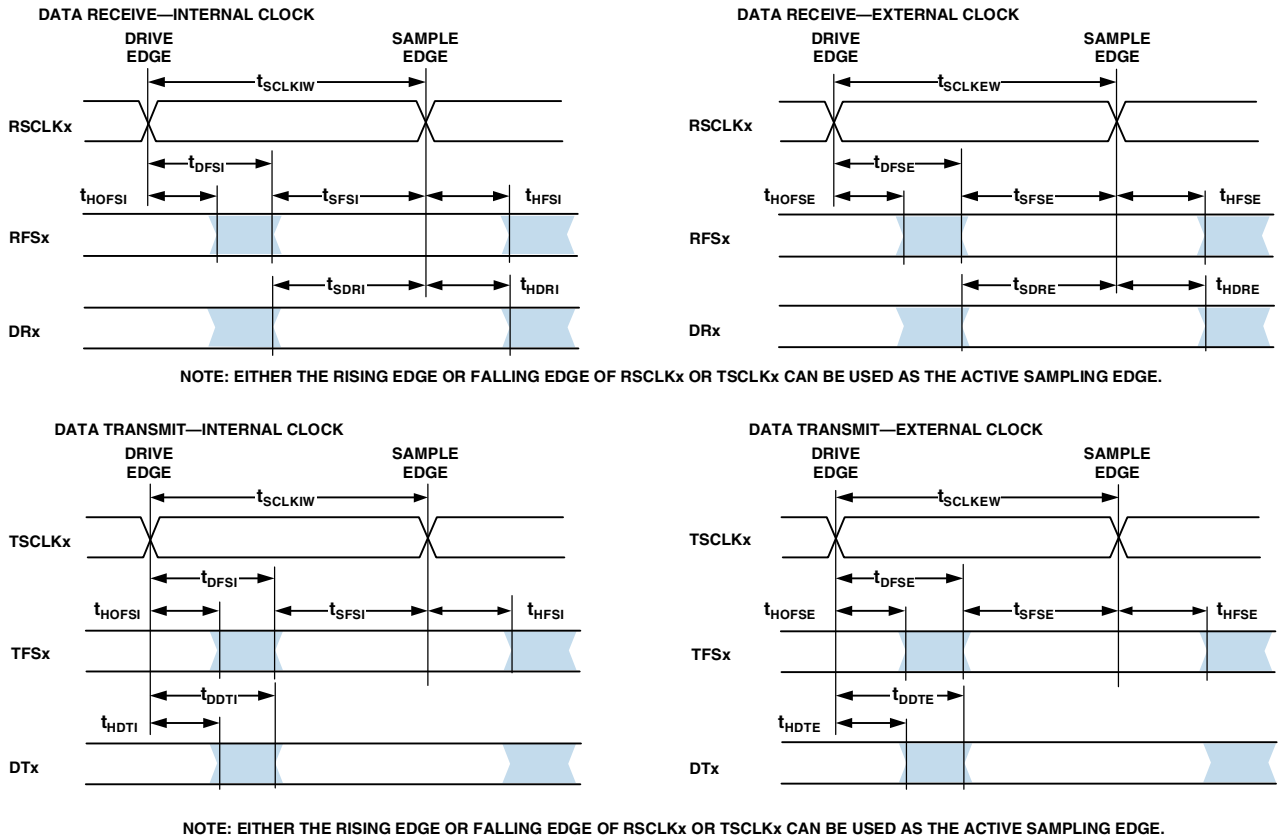 DATA RECEIVE—INTERNAL CLOCK
DRIVE
EDGE
SAMPLE
EDGE
tSCLKIW
RSCLKx
tDFSI
tHOFSI
tSFSI
tHFSI
RFSx
tSDRI
tHDRI
DRx
DATA RECEIVE—EXTERNAL CLOCK
DRIVE
EDGE
SAMPLE
EDGE
tSCLKEW
RSCLKx
tDFSE
tHOFSE
tSFSE
tHFSE
RFSx
tSDRE
tHDRE
DRx
NOTE: EITHER THE RISING EDGE OR FALLING EDGE OF RSCLKx OR TSCLKx CAN BE USED AS THE ACTIVE SAMPLING EDGE.
DATA TRANSMIT—INTERNAL CLOCK
DRIVE
EDGE
SAMPLE
EDGE
tSCLKIW
TSCLKx
tDFSI
tHOFSI
tSFSI
tHFSI
TFSx
tDDTI
tHDTI
DTx
DATA TRANSMIT—EXTERNAL CLOCK
DRIVE
EDGE
SAMPLE
EDGE
tSCLKEW
TSCLKx
tDFSE
tHOFSE
tSFSE
tHFSE
TFSx
tDDTE
tHDTE
DTx
NOTE: EITHER THE RISING EDGE OR FALLING EDGE OF RSCLKx OR TSCLKx CAN BE USED AS THE ACTIVE SAMPLING EDGE.